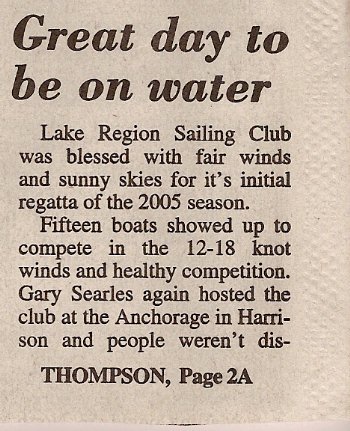 Great day to
be on water
Lake Region Sailing Club
was blessed with fair winds
and sunny skies for it's initial
regatta of the 2005 season.
Fifteen boats showed up to
compete in the 12-18 knot
winds and healthy competition.
Gary Searles again hosted the
club at the Anchorage in Harri-
son and people weren't dis-
THOMPSON, Page 2A